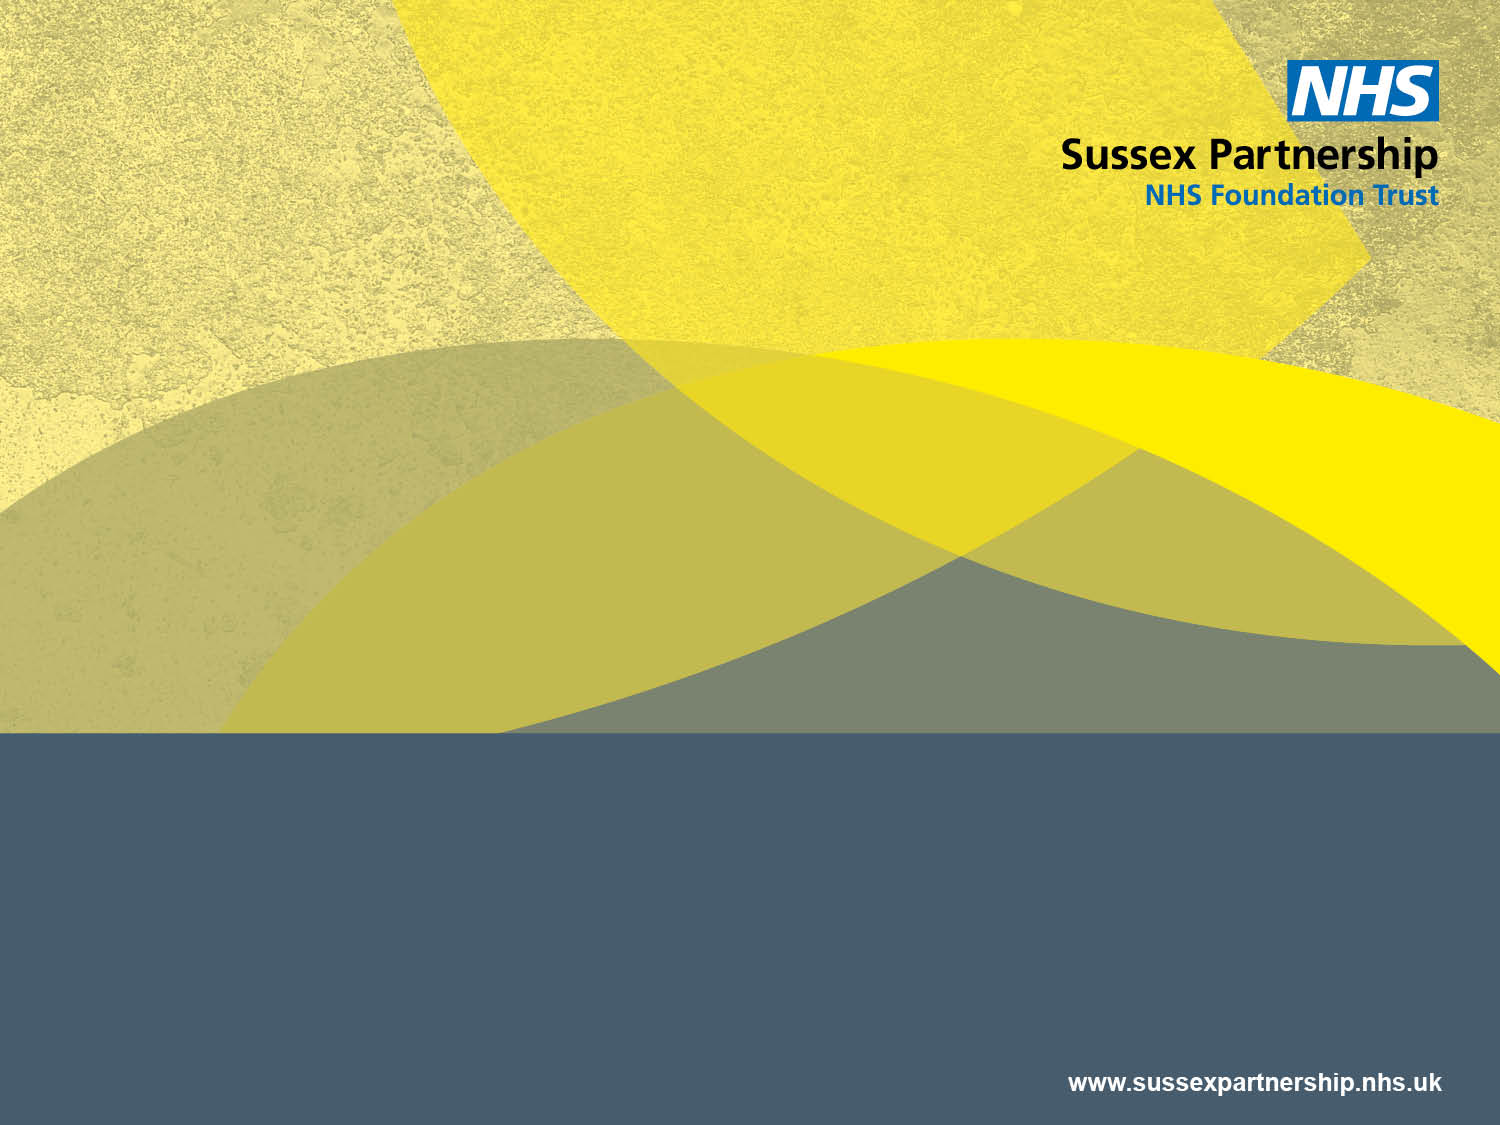 NHS
Sussex Partnership
NHS Foundation Trust
www.sussexpartnership.nhs.uk